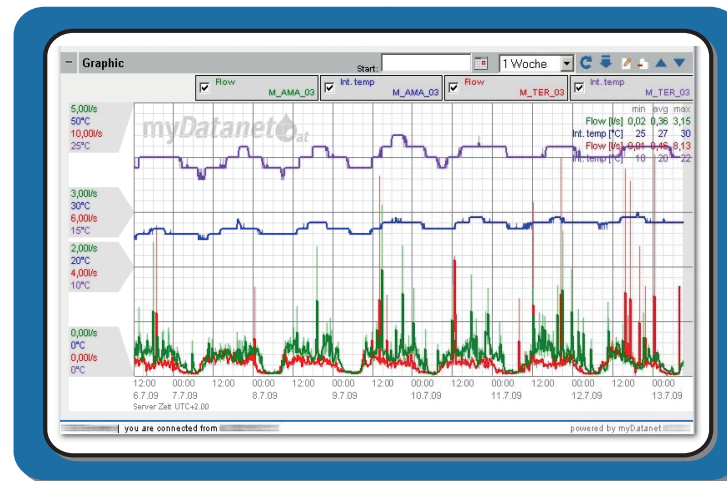 − Graphic
Start: 1 Woche
Flow M_AMA_03 Int. temp M_AMA_03 Flow M_TER_03 Int. temp M_TER_03
myDatanet.at
min avg max
Flow [l/s] 0,02 0,36 3,15
Int. temp [°C] 25 27 30
Flow [l/s] 0,01 0,46 8,13
Int. temp [°C] 18 20 22
5,00l/s
50°C
10,00l/s
25°C
3,00l/s
30°C
6,00l/s
15°C
2,00l/s
20°C
4,00l/s
10°C
0,00l/s
0°C
0,00l/s
0°C
12:00 00:00 12:00 00:00 12:00 00:00 12:00 00:00 12:00 00:00 12:00 00:00 12:00 00:00
6.7.09 7.7.09 8.7.09 9.7.09 10.7.09 11.7.09 12.7.09 13.7.09
Server Zeit UTC+2.00
you are connected from powered by myDatanet